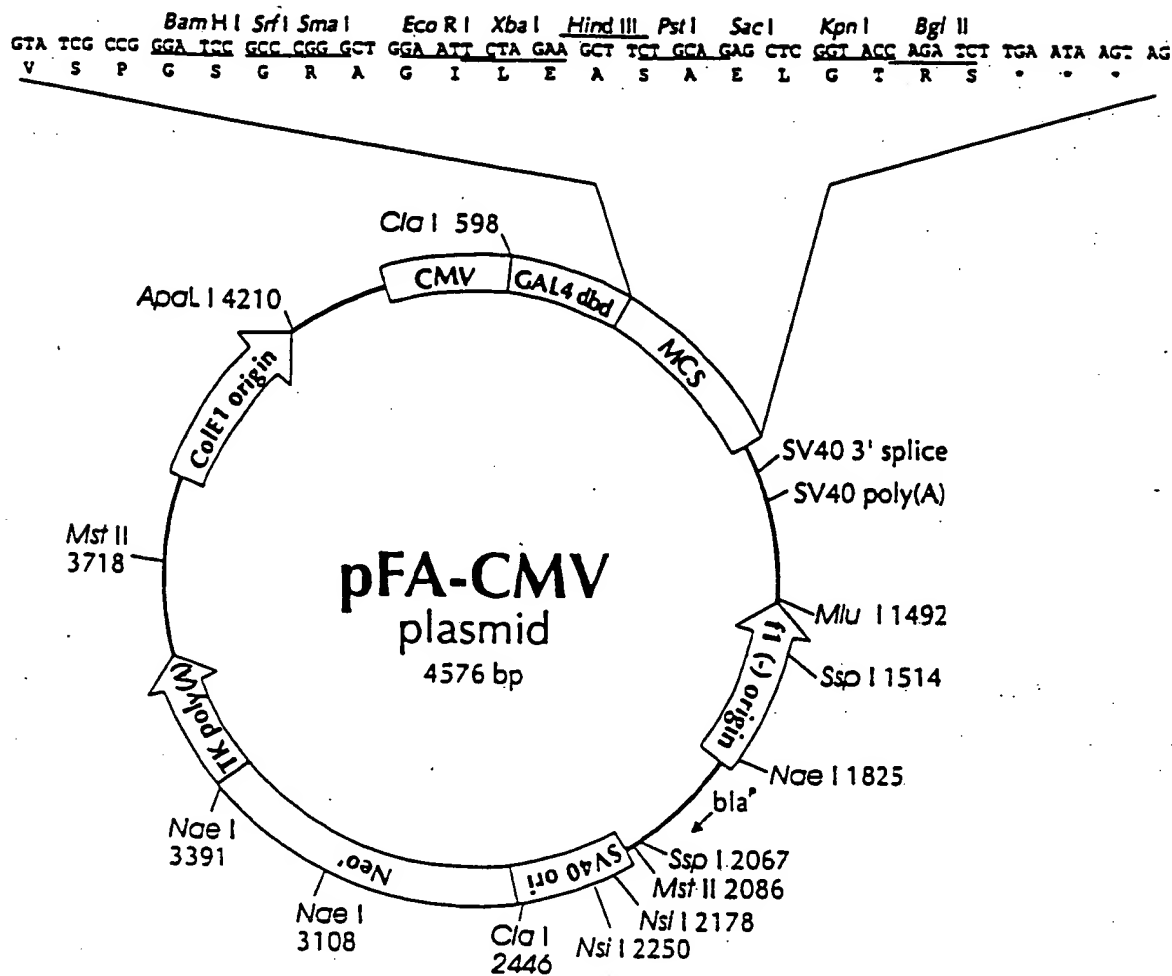 BamH I Srf I Sma I Eco R I Xba I Hind III Pst I Sac I Kpn I Bgl II
GTA TCG CCG GGA TCC GCC CGG GCT GGA ATT CTA GAA GCT TCT GCA GAG CTC GGT ACC AGA TCT TGA ATA AGT AG
V S P G S G R A G I L E A S A E L G T R S * * *
Cla I 598
CMV
GAL4 dbd
MCS
ApaL I 4210
ColE1 origin
SV40 3' splice
SV40 poly(A)
Mst II
3718
pFA-CMV
plasmid
4576 bp
Mlu I 1492
f1 (-) origin
Ssp I 1514
TK poly(A)
Nae I 1825
blaP
Nae I
3391
Neor
SV40 ori
Ssp I 2067
Mst II 2086
Nsi I 2178
Nsi I 2250
Nae I
3108
Cla I
2446